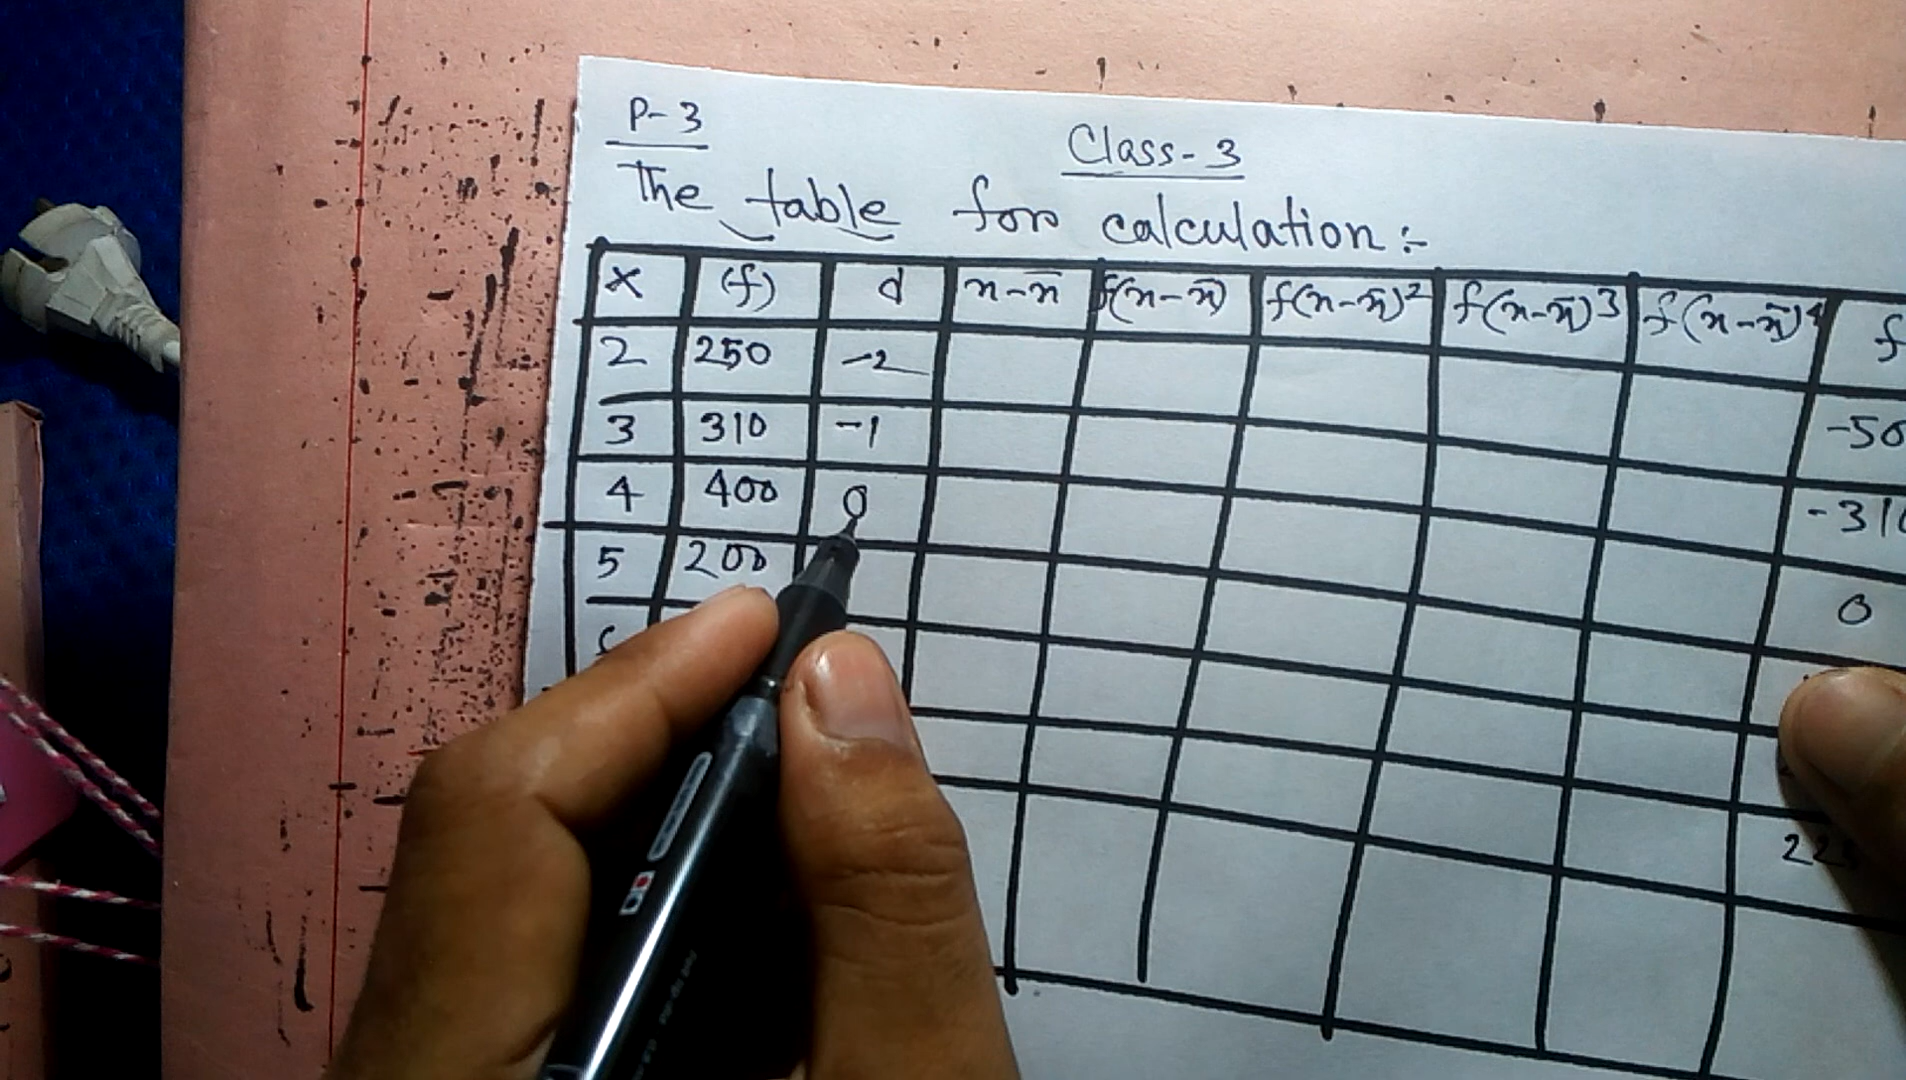 P-3
Class-3
The table for calculation :-
x (f) d n-n̄ f(n-n̄) f(n-n̄)² f(n-n̄)³ f(n-n̄)⁴ f
2 250 -2
3 310 -1 -50
4 400 0 -310
5 200 0